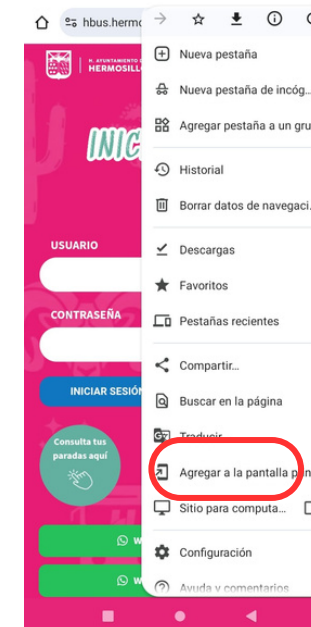 hbus.hermo
H. AYUNTAMIENTO
HERMOSILL
INIC
USUARIO
CONTRASEÑA
INICIAR SESIÓN
Consulta tus
paradas aquí
W
W
Nueva pestaña
Nueva pestaña de incóg...
Agregar pestaña a un gru
Historial
Borrar datos de navegaci.
Descargas
Favoritos
Pestañas recientes
Compartir...
Buscar en la página
Traducir
Agregar a la pantalla prin
Sitio para computa...
Configuración
Ayuda y comentarios